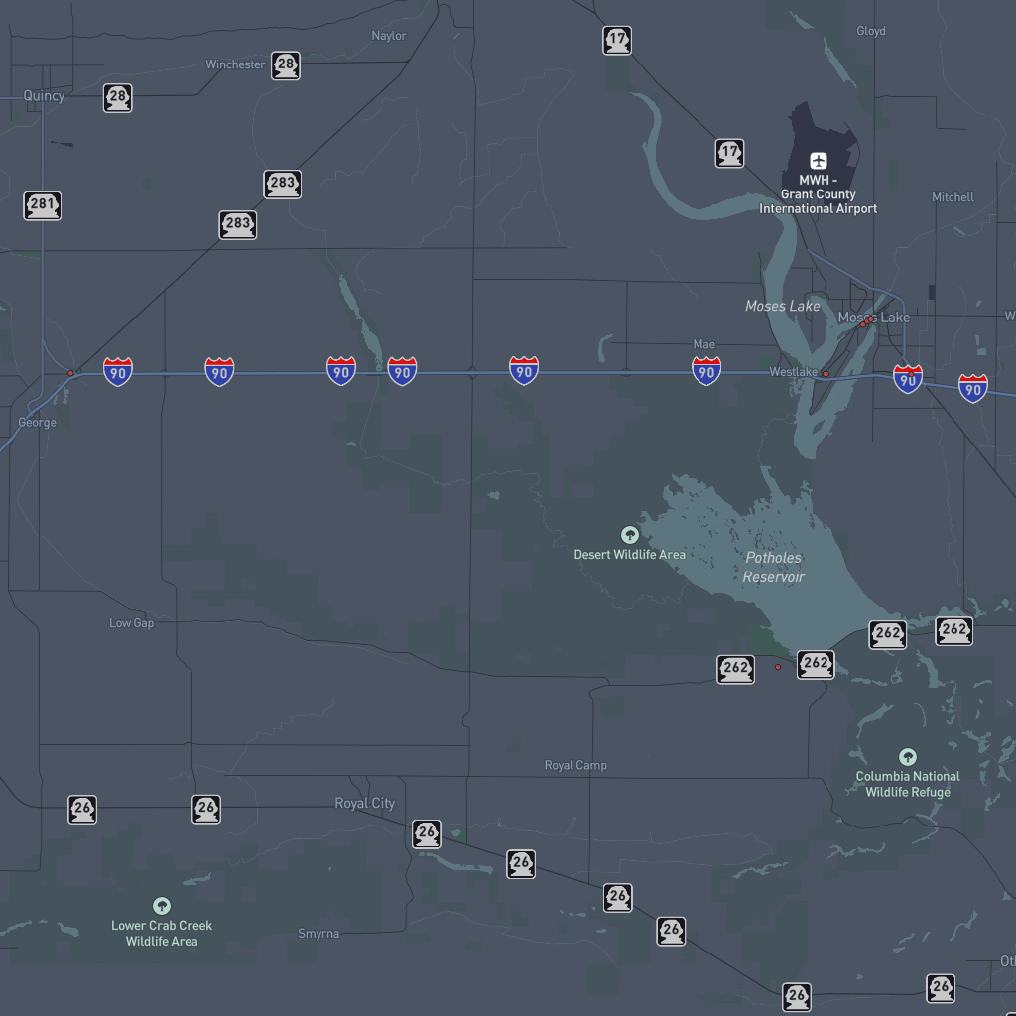 Naylor
17
Gloyd
Winchester
28
Quincy
28
17
MWH -
Grant County
International Airport
283
281
Mitchell
283
Moses Lake
Moses Lake
W
Mae
90
90
90
90
90
90
Westlake
90
90
George
Desert Wildlife Area
Potholes
Reservoir
Low Gap
262
262
262
262
Columbia National
Wildlife Refuge
Royal Camp
26
26
Royal City
26
26
26
Lower Crab Creek
Wildlife Area
26
Smyrna
Oth
26
26